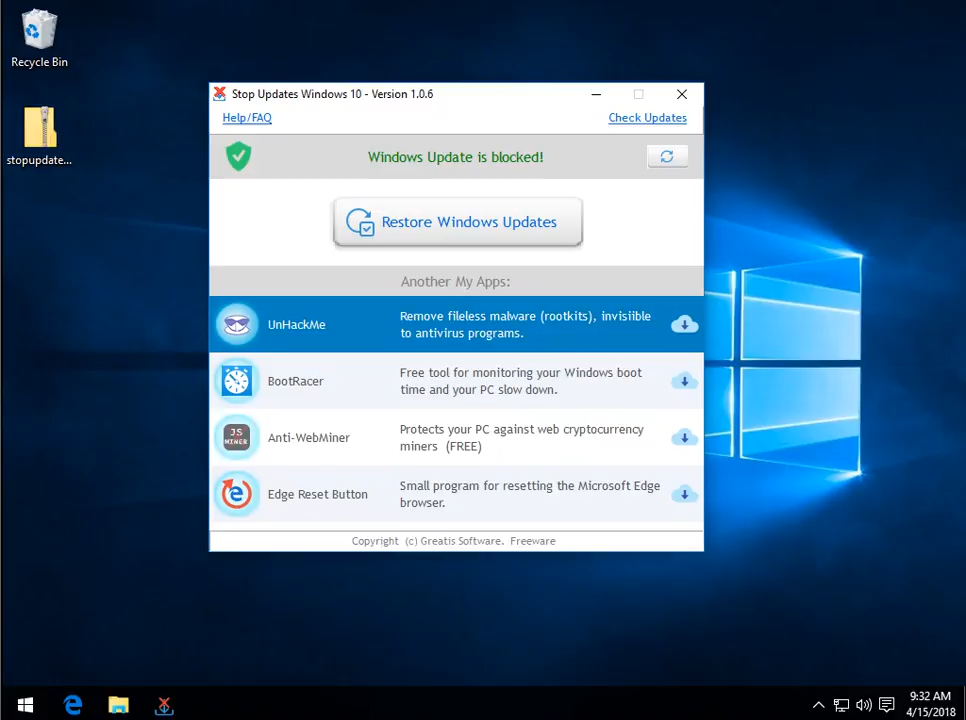 Recycle Bin
stopupdate...
Stop Updates Windows 10 - Version 1.0.6
Help/FAQ
Check Updates
Windows Update is blocked!
Restore Windows Updates
Another My Apps:
UnHackMe
Remove fileless malware (rootkits), invisiible
to antivirus programs.
BootRacer
Free tool for monitoring your Windows boot
time and your PC slow down.
JS
MINER
Anti-WebMiner
Protects your PC against web cryptocurrency
miners (FREE)
Edge Reset Button
Small program for resetting the Microsoft Edge
browser.
Copyright (c) Greatis Software. Freeware
9:32 AM
4/15/2018